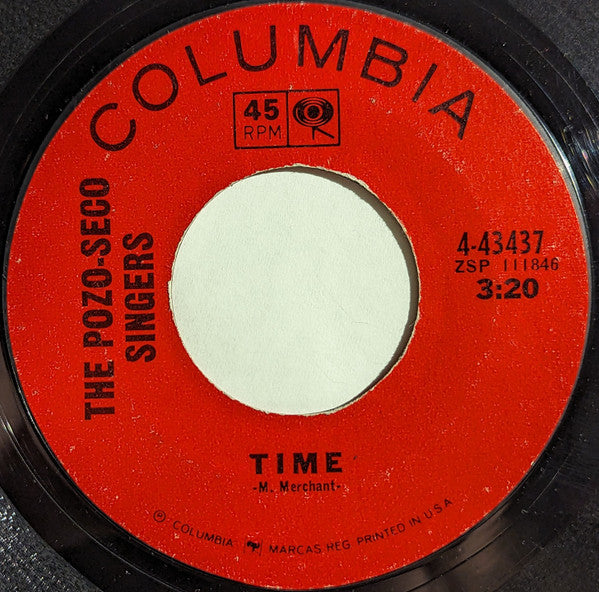 COLUMBIA
45
RPM
THE POZO-SECO
SINGERS
4-43437
ZSP 111846
3:20
TIME
-M. Merchant-
Ⓟ "COLUMBIA" MARCAS REG. PRINTED IN U.S.A.